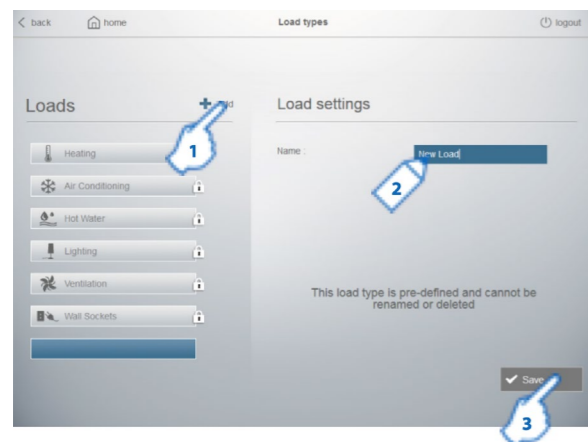 back
home
Load types
logout
Loads
Load settings
1
Heating
Name :
New Load
2
Air Conditioning
Hot Water
Lighting
Ventilation
This load type is pre-defined and cannot be
renamed or deleted
Wall Sockets
Save
3